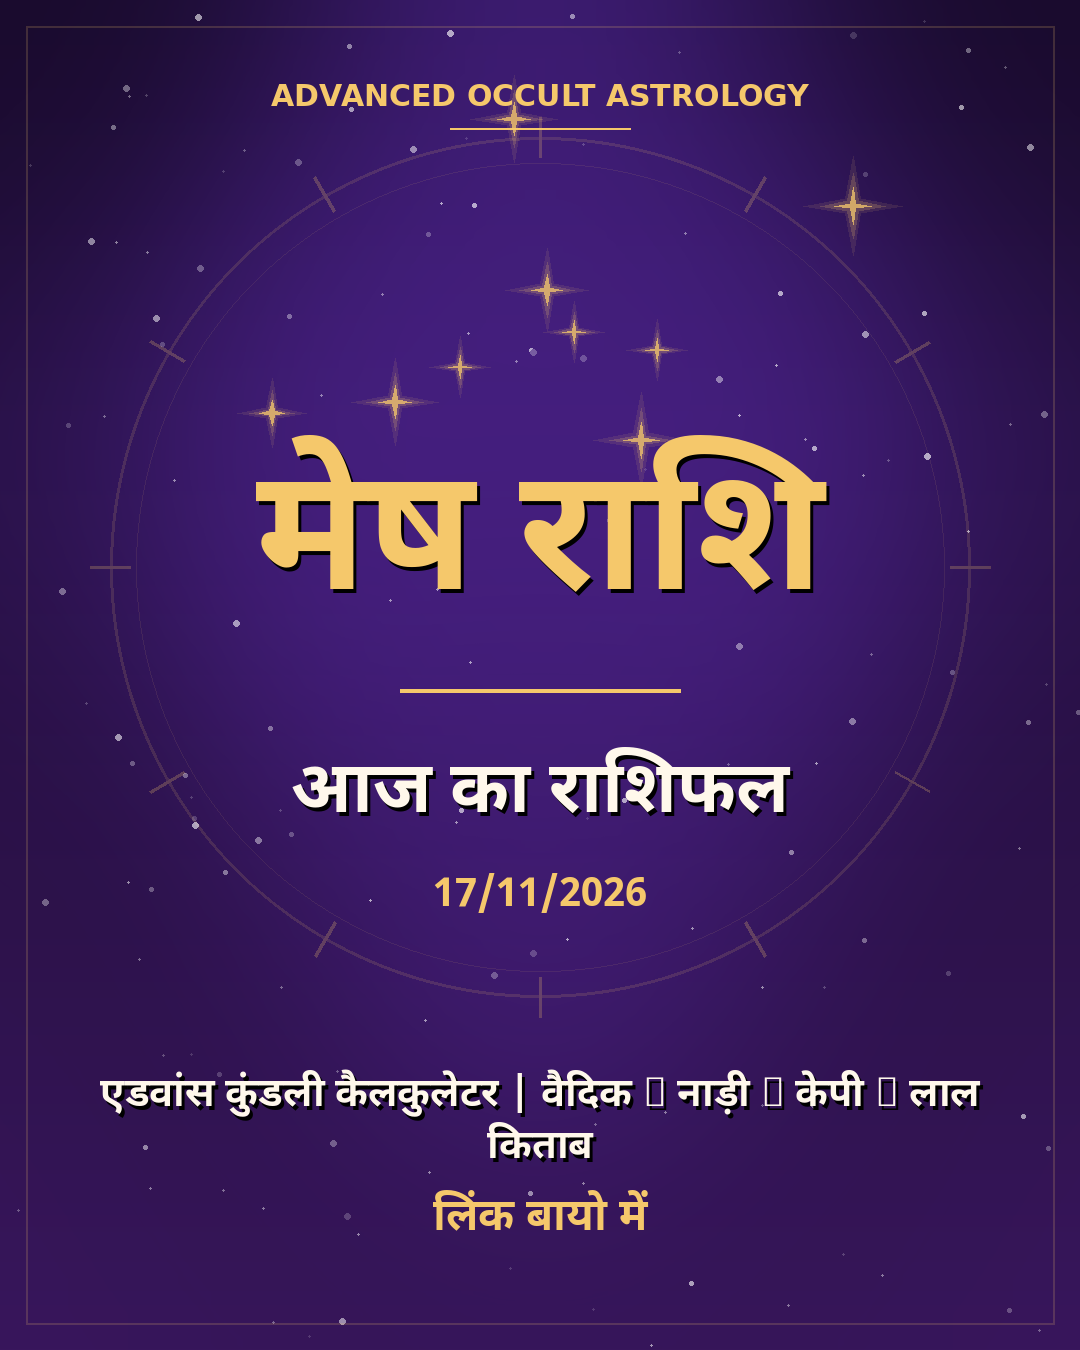 ADVANCED OCCULT ASTROLOGY
मेष राशि
आज का राशिफल
17/11/2026
एडवांस कुंडली कैलकुलेटर | वैदिक ▯ नाड़ी ▯ केपी ▯ लाल
किताब
लिंक बायो में